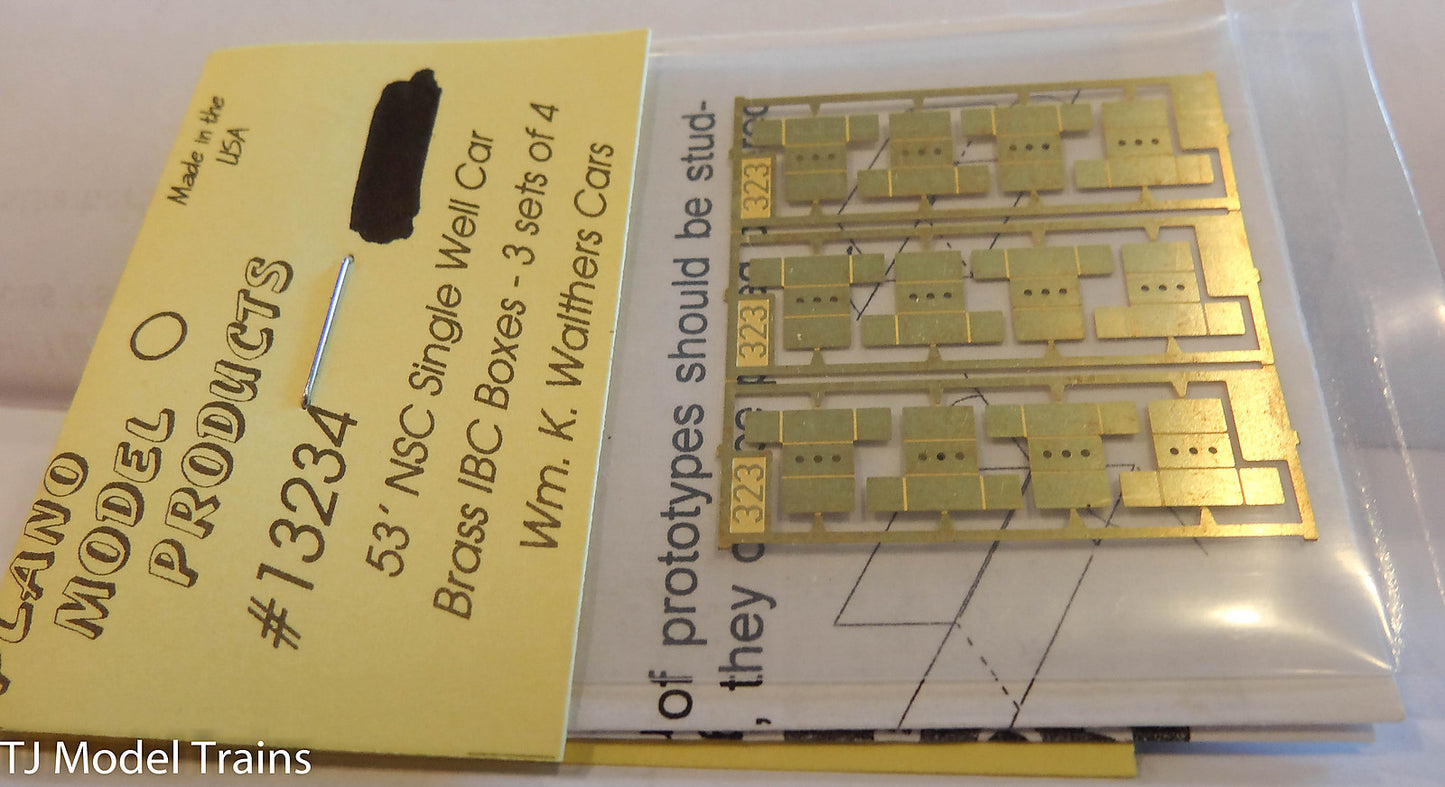 Made in the
USA
LANO
MODEL
PRODUCTS
#13234
53' NSC Single Well Car
Brass IBC Boxes - 3 sets of 4
Wm. K. Walthers Cars
of prototypes should be stud-
, they
323
323
323
TJ Model Trains